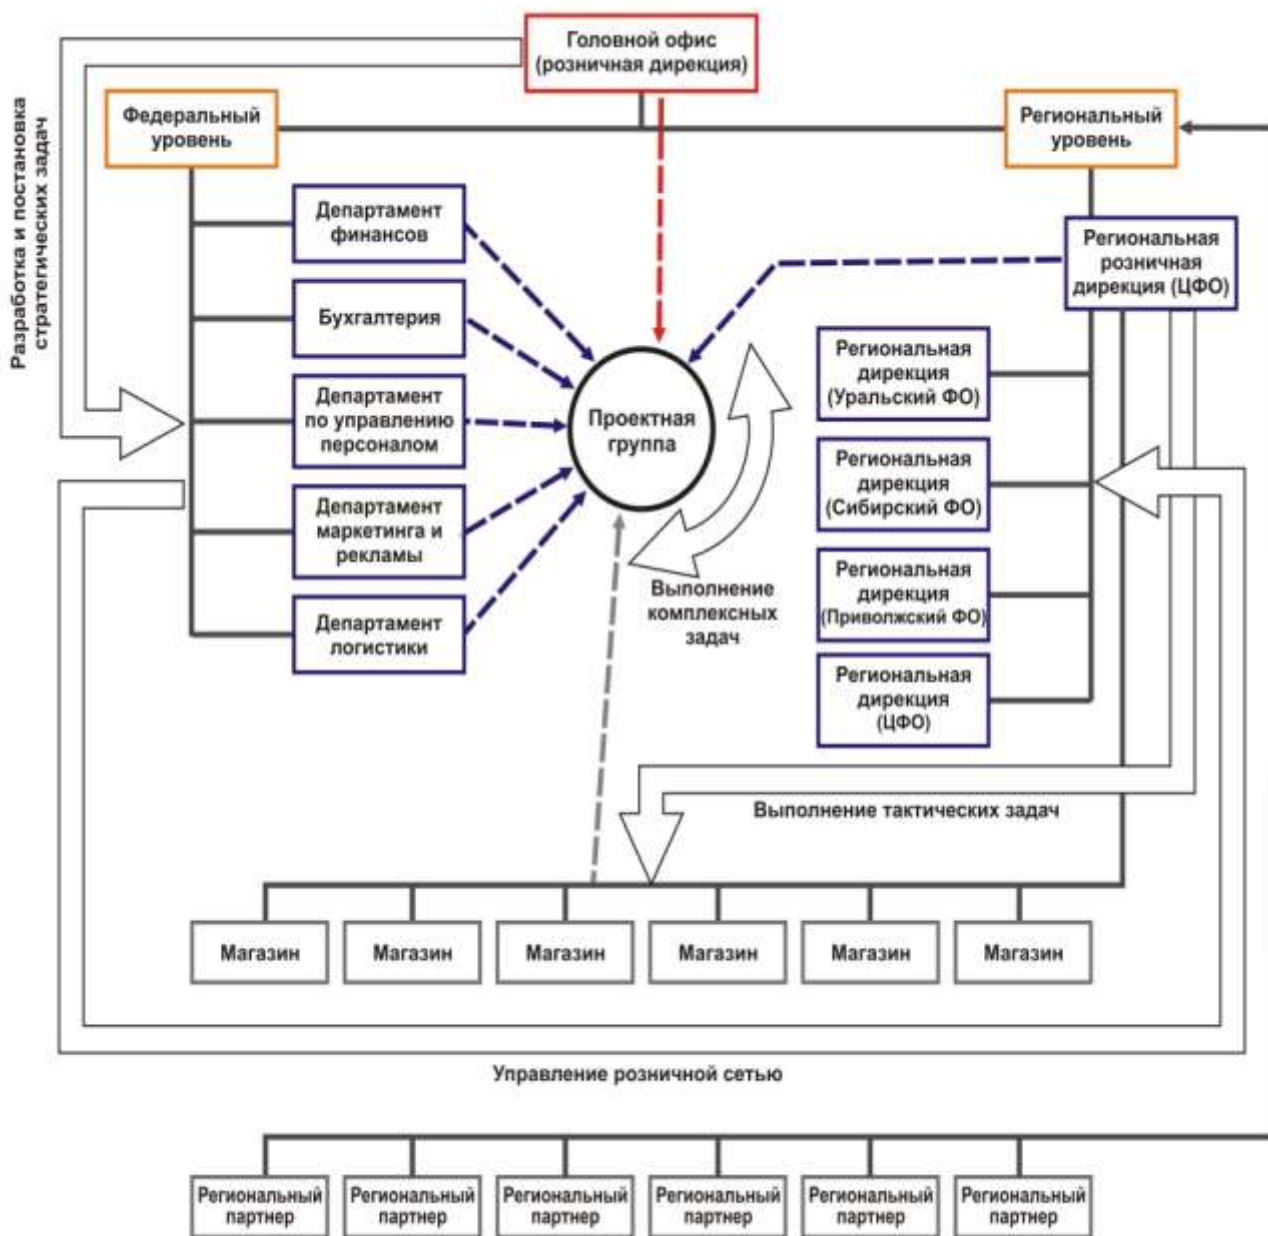 Головной офис
(розничная дирекция)
Разработка и постановка
стратегических задач
Федеральный
уровень
Региональный
уровень
Департамент
финансов
Региональная
розничная
дирекция (ЦФО)
Бухгалтерия
Региональная
дирекция
(Уральский ФО)
Департамент
по управлению
персоналом
Проектная
группа
Региональная
дирекция
(Сибирский ФО)
Департамент
маркетинга и
рекламы
Региональная
дирекция
(Приволжский ФО)
Выполнение
комплексных
задач
Департамент
логистики
Региональная
дирекция
(ЦФО)
Выполнение тактических задач
Магазин
Магазин
Магазин
Магазин
Магазин
Магазин
Управление розничной сетью
Региональный
партнер
Региональный
партнер
Региональный
партнер
Региональный
партнер
Региональный
партнер
Региональный
партнер